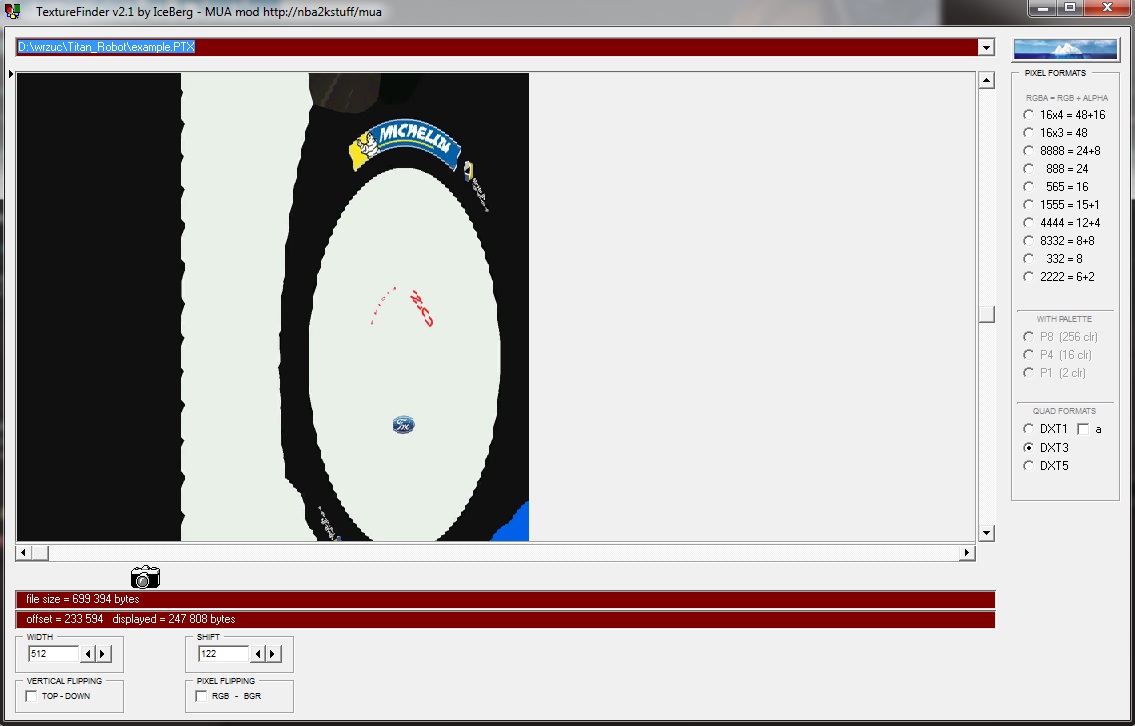 TextureFinder v2.1 by IceBerg - MUA mod http://nba2kstuff/mua
D:\wrzuc\Titan_Robot\example.PTX
MICHELIN
PIXEL FORMATS
RGBA = RGB + ALPHA
16x4 = 48+16
16x3 = 48
8888 = 24+8
888 = 24
565 = 16
1555 = 15+1
4444 = 12+4
8332 = 8+8
332 = 8
2222 = 6+2
WITH PALETTE
P8 (256 clr)
P4 (16 clr)
P1 (2 clr)
QUAD FORMATS
DXT1 a
DXT3
DXT5
file size = 699 394 bytes
offset = 233 594 displayed = 247 808 bytes
WIDTH
512
SHIFT
122
VERTICAL FLIPPING
TOP - DOWN
PIXEL FLIPPING
RGB - BGR